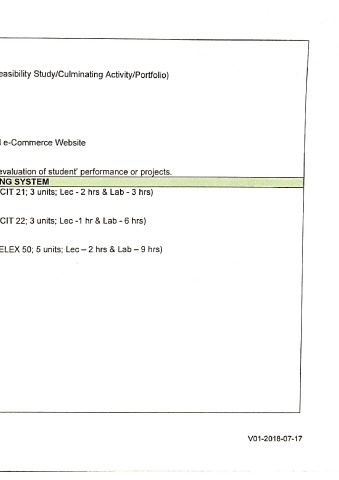 easibility Study/Culminating Activity/Portfolio)
l e-Commerce Website
evaluation of student' performance or projects.
NG SYSTEM
CIT 21; 3 units; Lec - 2 hrs & Lab - 3 hrs)
CIT 22; 3 units; Lec -1 hr & Lab - 6 hrs)
ELEX 50; 5 units; Lec – 2 hrs & Lab – 9 hrs)
V01-2018-07-17